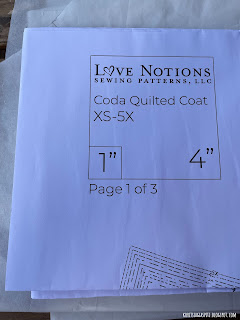 LOVE NOTIONS
SEWING PATTERNS, LLC
Coda Quilted Coat
XS-5X
1" 4"
Page 1 of 3